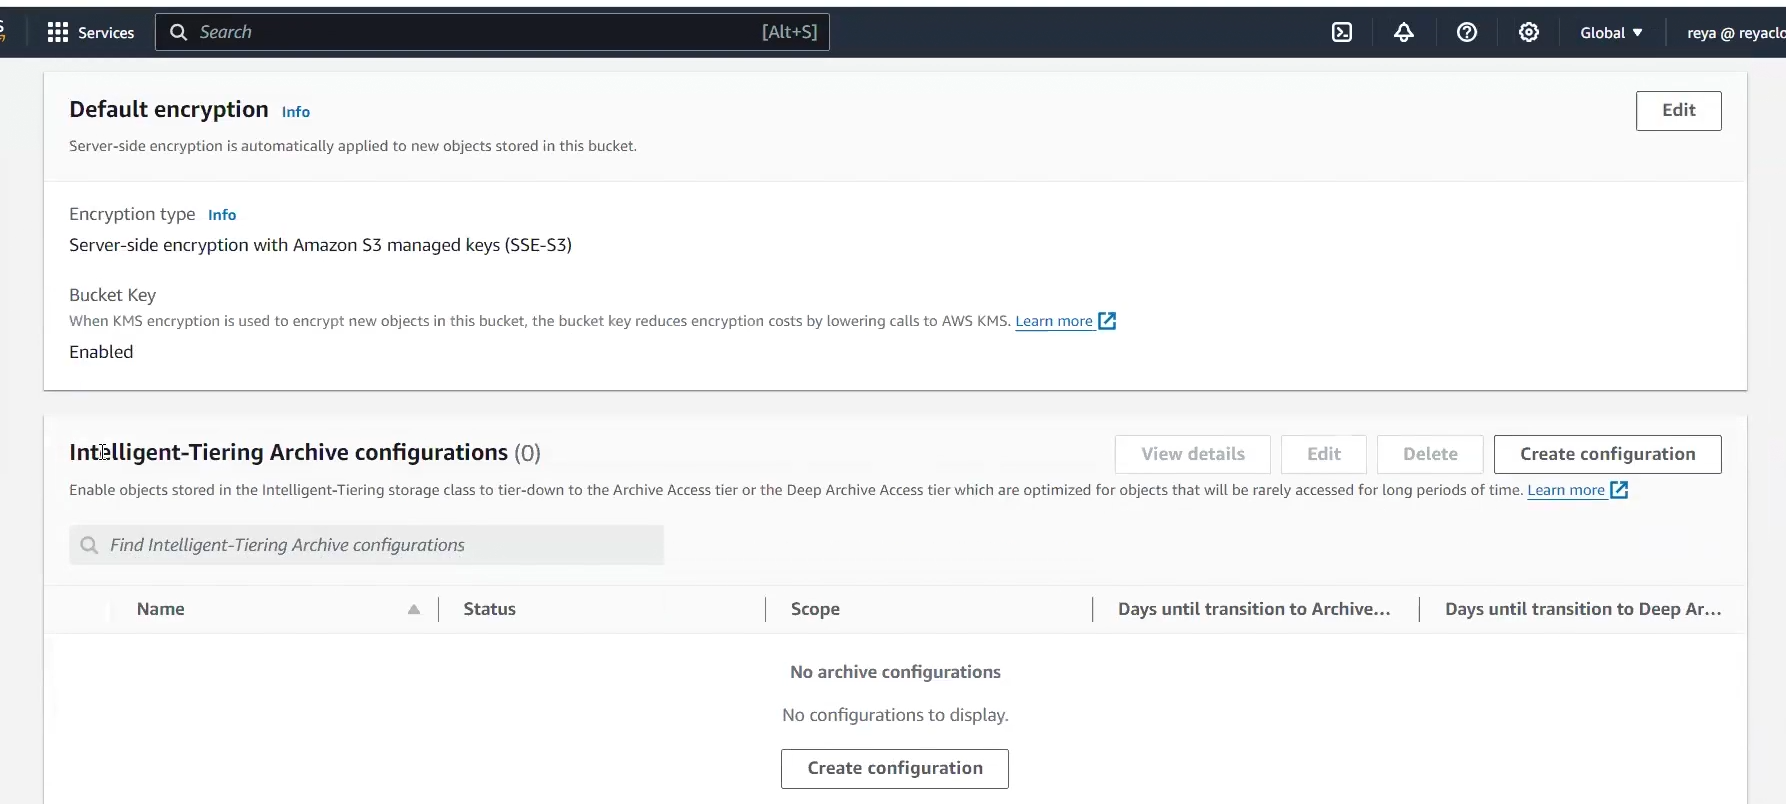 Services Search [Alt+S] Global reya @ reyaclo
Default encryption Info Edit
Server-side encryption is automatically applied to new objects stored in this bucket.
Encryption type Info
Server-side encryption with Amazon S3 managed keys (SSE-S3)
Bucket Key
When KMS encryption is used to encrypt new objects in this bucket, the bucket key reduces encryption costs by lowering calls to AWS KMS. Learn more
Enabled
Intelligent-Tiering Archive configurations (0) View details Edit Delete Create configuration
Enable objects stored in the Intelligent-Tiering storage class to tier-down to the Archive Access tier or the Deep Archive Access tier which are optimized for objects that will be rarely accessed for long periods of time. Learn more
Find Intelligent-Tiering Archive configurations
Name Status Scope Days until transition to Archive... Days until transition to Deep Ar...
No archive configurations
No configurations to display.
Create configuration